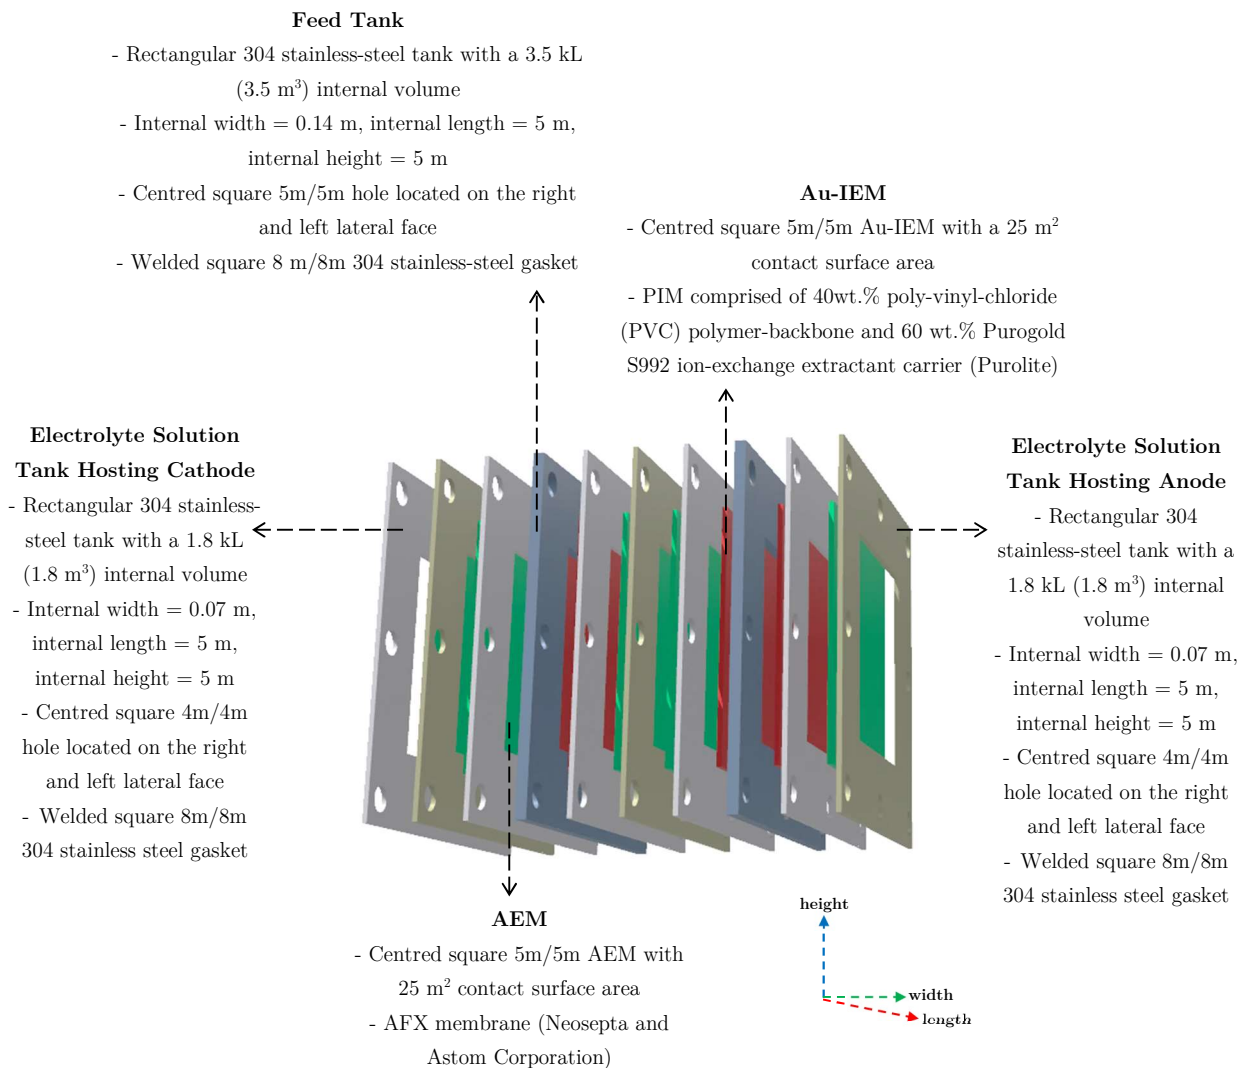 Feed Tank
- Rectangular 304 stainless-steel tank with a 3.5 kL
(3.5 m³) internal volume
- Internal width = 0.14 m, internal length = 5 m,
internal height = 5 m
- Centred square 5m/5m hole located on the right
and left lateral face
- Welded square 8 m/8m 304 stainless-steel gasket
Au-IEM
- Centred square 5m/5m Au-IEM with a 25 m²
contact surface area
- PIM comprised of 40wt.% poly-vinyl-chloride
(PVC) polymer-backbone and 60 wt.% Purogold
S992 ion-exchange extractant carrier (Purolite)
Electrolyte Solution
Tank Hosting Cathode
- Rectangular 304 stainless-
steel tank with a 1.8 kL
(1.8 m³) internal volume
- Internal width = 0.07 m,
internal length = 5 m,
internal height = 5 m
- Centred square 4m/4m
hole located on the right
and left lateral face
- Welded square 8m/8m
304 stainless steel gasket
Electrolyte Solution
Tank Hosting Anode
- Rectangular 304
stainless-steel tank with a
1.8 kL (1.8 m³) internal
volume
- Internal width = 0.07 m,
internal length = 5 m,
internal height = 5 m
- Centred square 4m/4m
hole located on the right
and left lateral face
- Welded square 8m/8m
304 stainless steel gasket
AEM
- Centred square 5m/5m AEM with
25 m² contact surface area
- AFX membrane (Neosepta and
Astom Corporation)
height
width
length